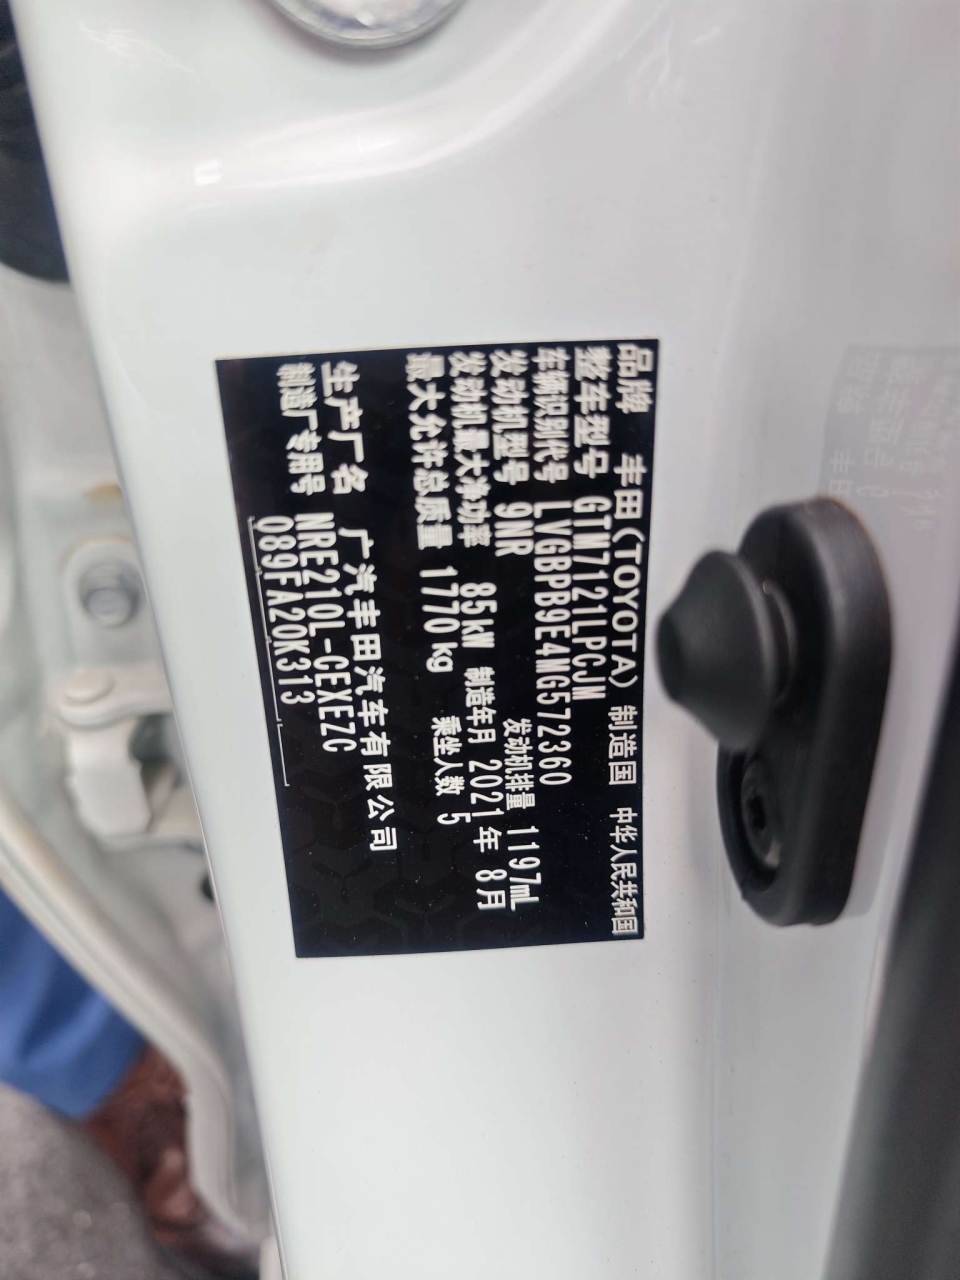 品牌 丰田(TOYOTA) 制造国 中华人民共和国
整车型号 GTM7121LPCJM
车辆识别代号 LVGBPB9E4MG572360
发动机型号 9NR 发动机排量 1197mL
发动机最大净功率 85kW 制造年月 2021年 8月
最大允许总质量 1770kg 乘坐人数 5
生产厂名 广汽丰田汽车有限公司
制造厂专用号 NRE210L-GEXEZC
089FA20K313